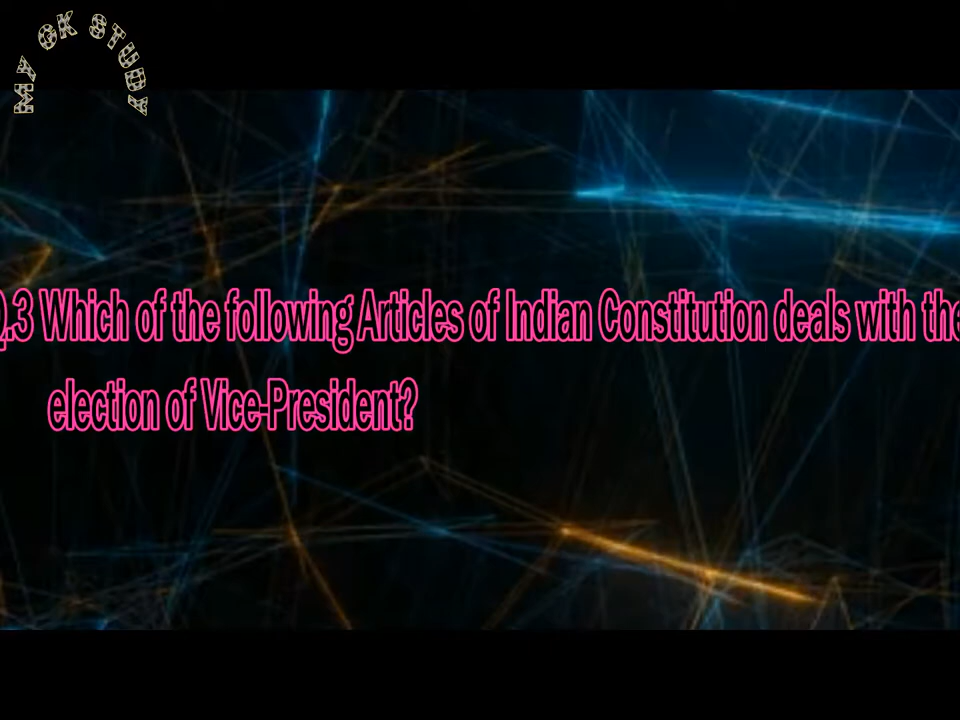 MY GK STUDY
Q.3 Which of the following Articles of Indian Constitution deals with the
election of Vice-President?